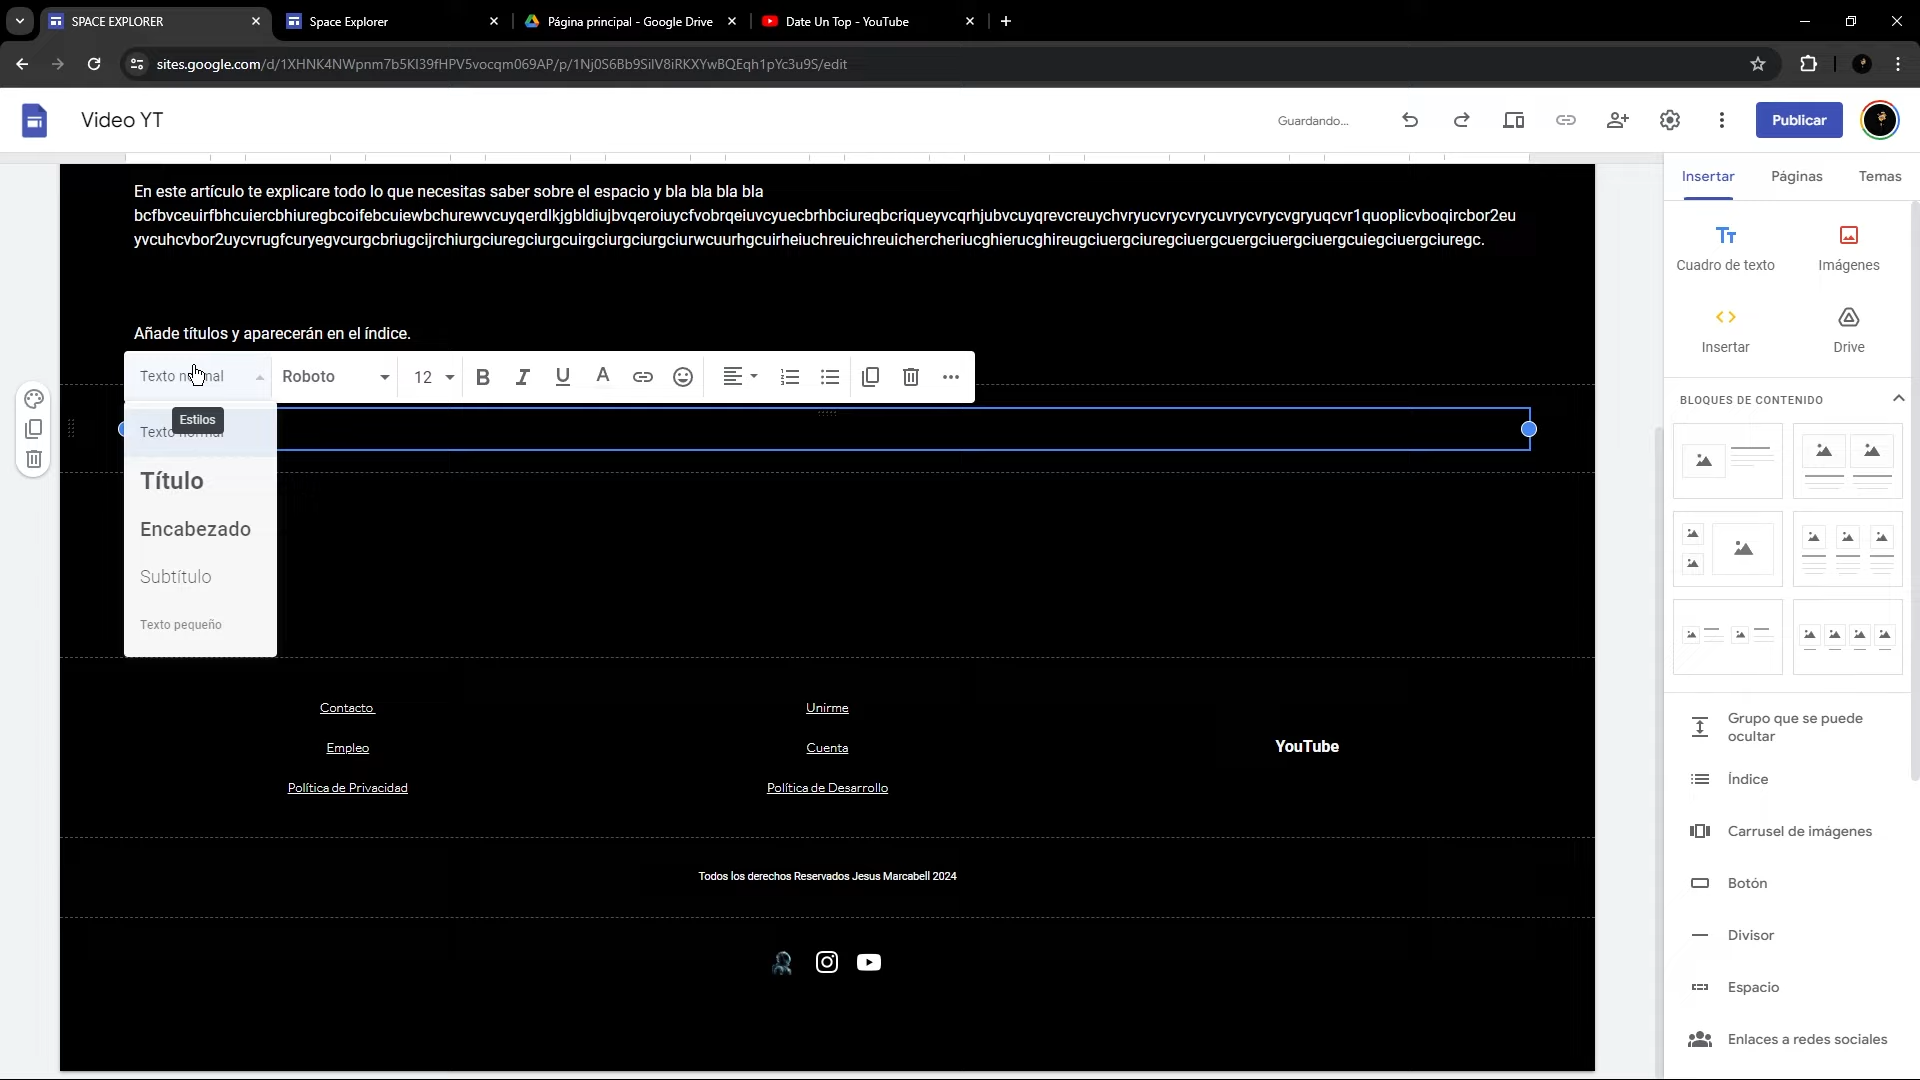 SPACE EXPLORER
Space Explorer
Página principal - Google Drive
Date Un Top - YouTube
sites.google.com/d/1XHNK4NWpnm7b5KI39fHPV5vocqm069AP/p/1Nj0S6Bb9SilV8iRKXYwBQEqh1pYc3u9S/edit
Video YT
Guardando...
Publicar
Insertar
Páginas
Temas
En este artículo te explicare todo lo que necesitas saber sobre el espacio y bla bla bla bla
bcfbvceuirfbhcuiercbhiuregbcoifebcuiewbchurewvcuyqerdlkjgbldiujbvqeroiuycfvobrqeiuvcyuecbrhbciureqbcriqueyvcqrhjubvcuyqrevcreuychvryucvrycvrycuvrycvrycvgryuqcvr1quoplicvboqircbor2eu
yvcuhcvbor2uycvrugfcuryegvcurgcbriugcijrchiurgciuregciurgcuirgciurgciurgciurwcuurhgcuirheiuchreuichreuichercheriucghierucghireugciuergciuregciuergcuergciuergciuergcuiegciuergciuregc.
Añade títulos y aparecerán en el índice.
Texto normal
Roboto
12
Estilos
Texto normal
Título
Encabezado
Subtítulo
Texto pequeño
Cuadro de texto
Imágenes
Insertar
Drive
BLOQUES DE CONTENIDO
Grupo que se puede
ocultar
Índice
Carrusel de imágenes
Botón
Divisor
Espacio
Enlaces a redes sociales
Contacto
Unirme
Empleo
Cuenta
YouTube
Política de Privacidad
Política de Desarrollo
Todos los derechos Reservados Jesus Marcabell 2024